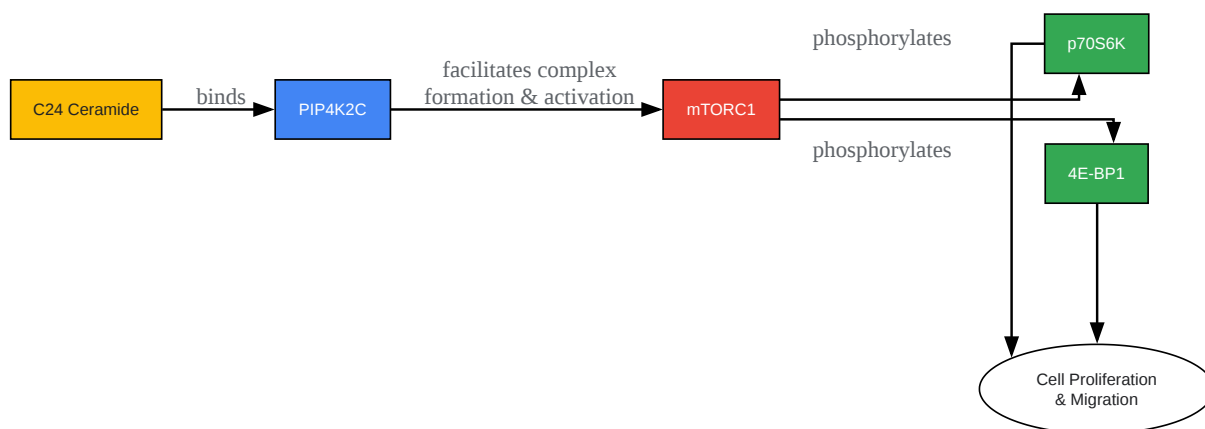 phosphorylates
p70S6K
facilitates complex
formation & activation
C24 Ceramide
binds
PIP4K2C
mTORC1
phosphorylates
4E-BP1
Cell Proliferation
& Migration